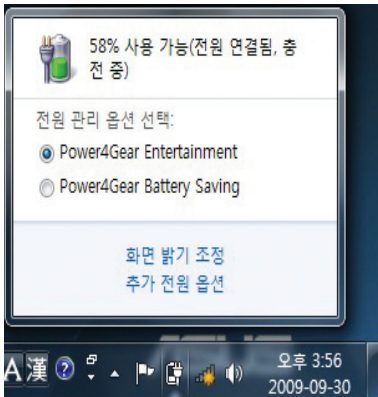 58% 사용 가능(전원 연결됨, 충
전 중)
전원 관리 옵션 선택:
Power4Gear Entertainment
Power4Gear Battery Saving
화면 밝기 조정
추가 전원 옵션
A 漢 ?
오후 3:56
2009-09-30